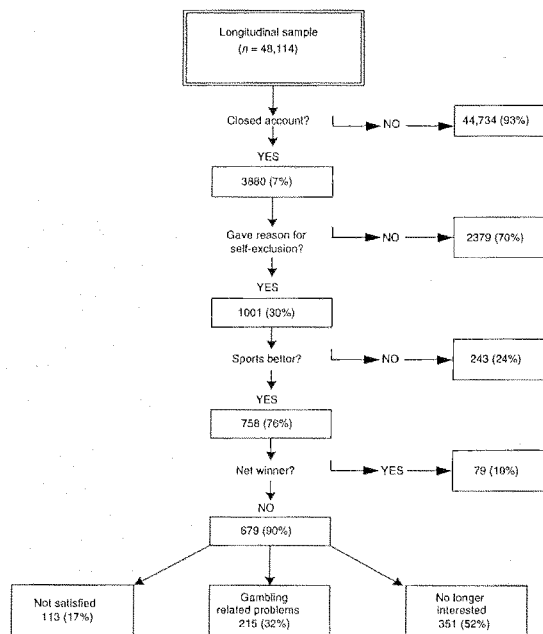 Longitudinal sample
(n = 48,114)
Closed account?
NO
44,734 (93%)
YES
3880 (7%)
Gave reason for
self-exclusion?
NO
2379 (70%)
YES
1001 (30%)
Sports bettor?
NO
243 (24%)
YES
758 (76%)
Net winner?
YES
79 (10%)
NO
679 (90%)
Not satisfied
113 (17%)
Gambling
related problems
215 (32%)
No longer
interested
351 (52%)